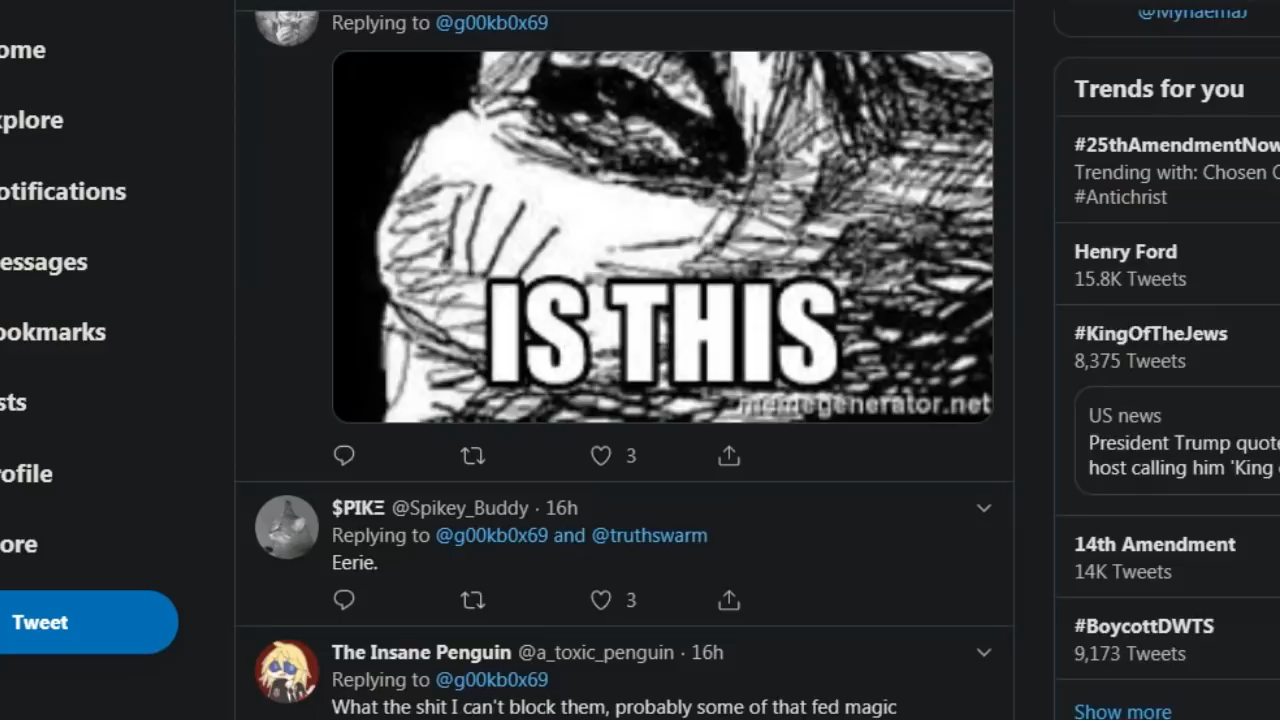 ome
xplore
otifications
essages
ookmarks
sts
rofile
ore
Tweet
Replying to @g00kb0x69
IS THIS
memegenerator.net
3
$PIKΞ @Spikey_Buddy · 16h
Replying to @g00kb0x69 and @truthswarm
Eerie.
3
The Insane Penguin @a_toxic_penguin · 16h
Replying to @g00kb0x69
What the shit I can't block them, probably some of that fed magic
Trends for you
#25thAmendmentNow
Trending with: Chosen
#Antichrist
Henry Ford
15.8K Tweets
#KingOfTheJews
8,375 Tweets
US news
President Trump quot
host calling him 'King
14th Amendment
14K Tweets
#BoycottDWTS
9,173 Tweets
Show more